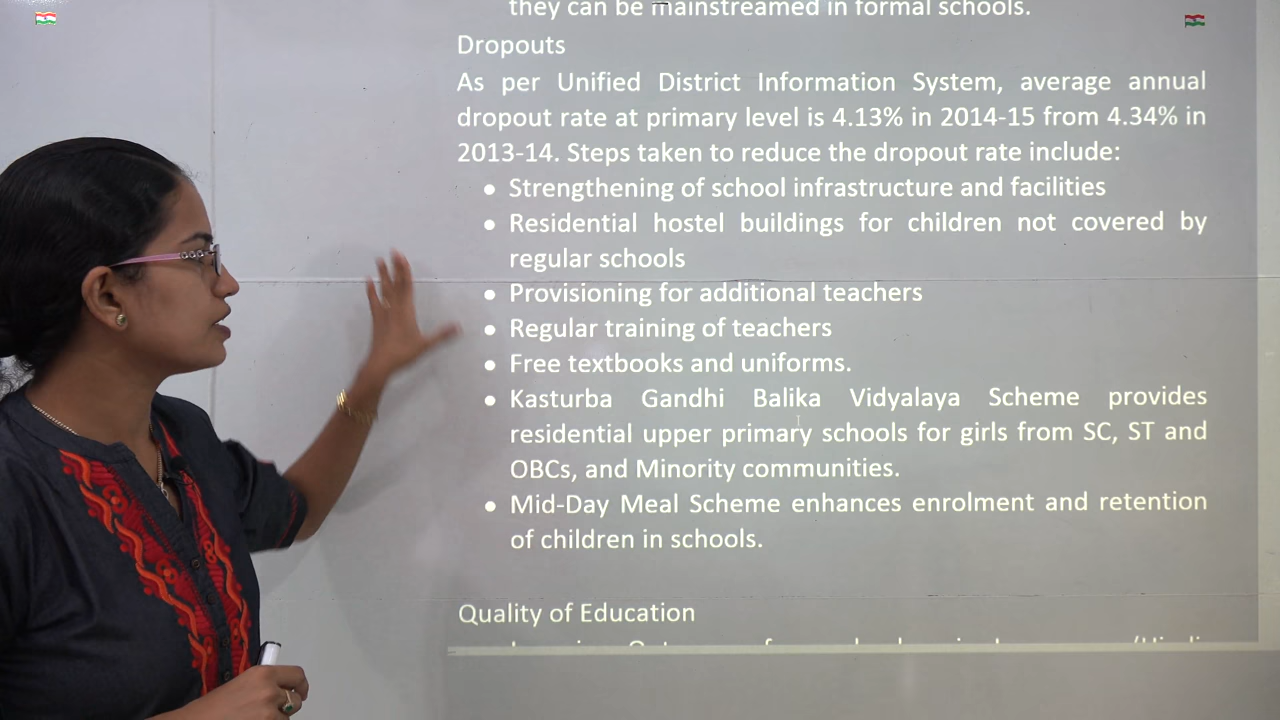 they can be mainstreamed in formal schools.
Dropouts
As per Unified District Information System, average annual
dropout rate at primary level is 4.13% in 2014-15 from 4.34% in
2013-14. Steps taken to reduce the dropout rate include:
• Strengthening of school infrastructure and facilities
• Residential hostel buildings for children not covered by
regular schools
• Provisioning for additional teachers
• Regular training of teachers
• Free textbooks and uniforms.
• Kasturba Gandhi Balika Vidyalaya Scheme provides
residential upper primary schools for girls from SC, ST and
OBCs, and Minority communities.
• Mid-Day Meal Scheme enhances enrolment and retention
of children in schools.
Quality of Education